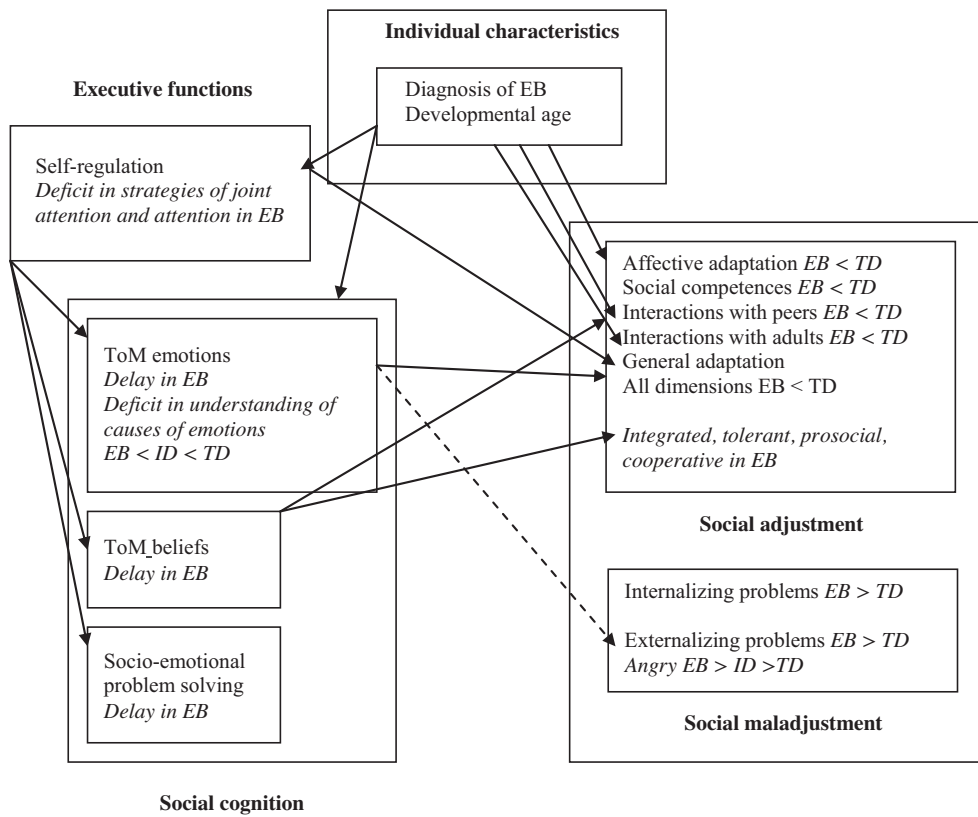 Individual characteristics
Diagnosis of EB
Developmental age
Executive functions
Self-regulation
Deficit in strategies of joint
attention and attention in EB
ToM emotions
Delay in EB
Deficit in understanding of
causes of emotions
EB < ID < TD
ToM_beliefs
Delay in EB
Socio-emotional
problem solving
Delay in EB
Social cognition
Affective adaptation EB < TD
Social competences EB < TD
Interactions with peers EB < TD
Interactions with adults EB < TD
General adaptation
All dimensions EB < TD
Integrated, tolerant, prosocial,
cooperative in EB
Social adjustment
Internalizing problems EB > TD
Externalizing problems EB > TD
Angry EB > ID >TD
Social maladjustment